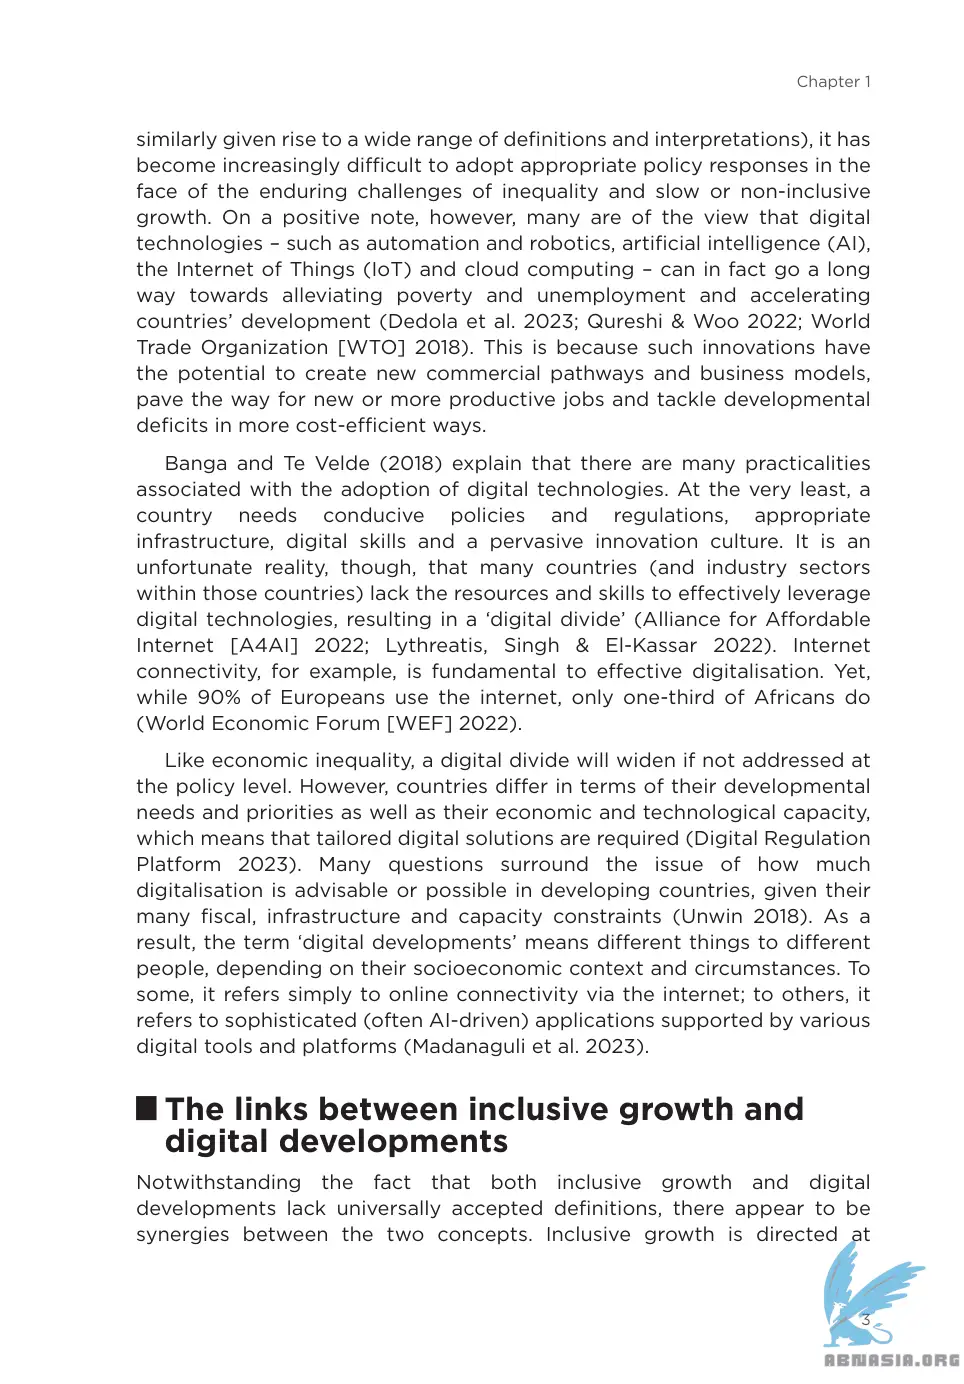 Chapter 1
similarly given rise to a wide range of definitions and interpretations), it has
become increasingly difficult to adopt appropriate policy responses in the
face of the enduring challenges of inequality and slow or non-inclusive
growth. On a positive note, however, many are of the view that digital
technologies – such as automation and robotics, artificial intelligence (AI),
the Internet of Things (IoT) and cloud computing – can in fact go a long
way towards alleviating poverty and unemployment and accelerating
countries’ development (Dedola et al. 2023; Qureshi & Woo 2022; World
Trade Organization [WTO] 2018). This is because such innovations have
the potential to create new commercial pathways and business models,
pave the way for new or more productive jobs and tackle developmental
deficits in more cost-efficient ways.
Banga and Te Velde (2018) explain that there are many practicalities
associated with the adoption of digital technologies. At the very least, a
country needs conducive policies and regulations, appropriate
infrastructure, digital skills and a pervasive innovation culture. It is an
unfortunate reality, though, that many countries (and industry sectors
within those countries) lack the resources and skills to effectively leverage
digital technologies, resulting in a ‘digital divide’ (Alliance for Affordable
Internet [A4AI] 2022; Lythreatis, Singh & El-Kassar 2022). Internet
connectivity, for example, is fundamental to effective digitalisation. Yet,
while 90% of Europeans use the internet, only one-third of Africans do
(World Economic Forum [WEF] 2022).
Like economic inequality, a digital divide will widen if not addressed at
the policy level. However, countries differ in terms of their developmental
needs and priorities as well as their economic and technological capacity,
which means that tailored digital solutions are required (Digital Regulation
Platform 2023). Many questions surround the issue of how much
digitalisation is advisable or possible in developing countries, given their
many fiscal, infrastructure and capacity constraints (Unwin 2018). As a
result, the term ‘digital developments’ means different things to different
people, depending on their socioeconomic context and circumstances. To
some, it refers simply to online connectivity via the internet; to others, it
refers to sophisticated (often AI-driven) applications supported by various
digital tools and platforms (Madanaguli et al. 2023).
The links between inclusive growth and
digital developments
Notwithstanding the fact that both inclusive growth and digital
developments lack universally accepted definitions, there appear to be
synergies between the two concepts. Inclusive growth is directed at
3
ABNASIA.ORG